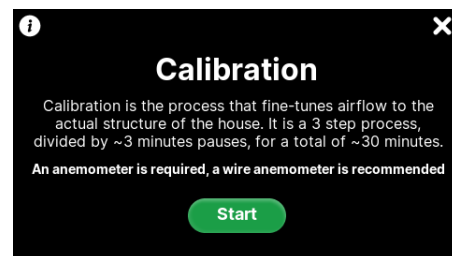 i
Calibration
Calibration is the process that fine-tunes airflow to the
actual structure of the house. It is a 3 step process,
divided by ~3 minutes pauses, for a total of ~30 minutes.
An anemometer is required, a wire anemometer is recommended
Start